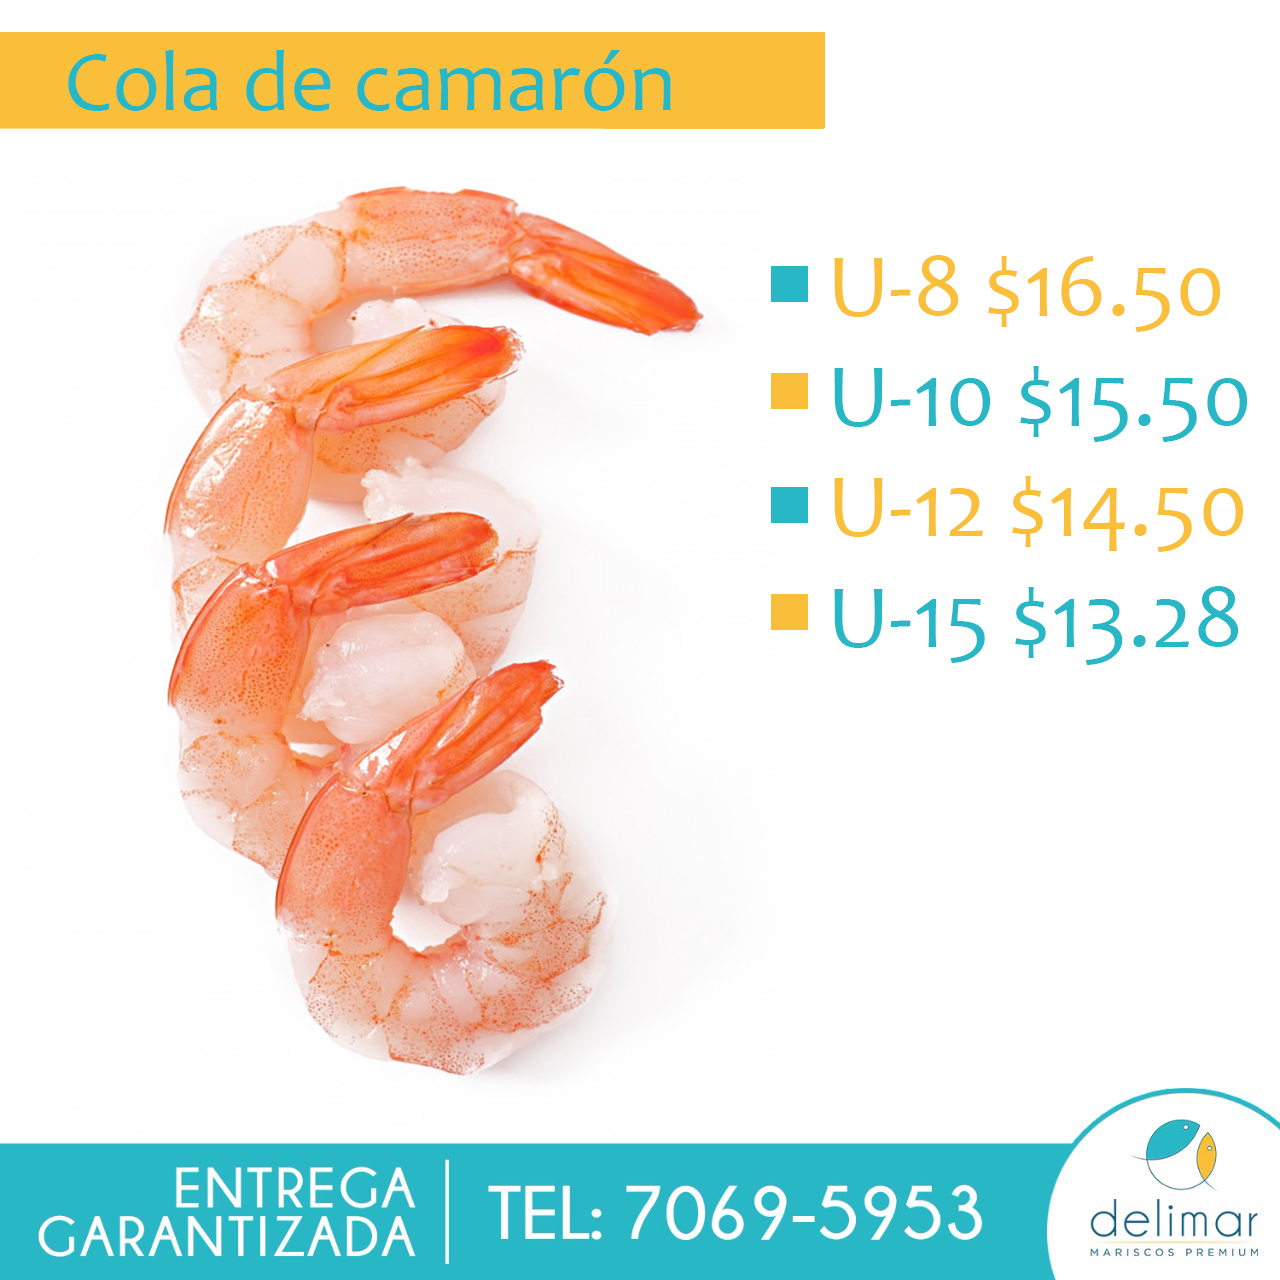 Cola de camarón
U-8 $16.50
U-10 $15.50
U-12 $14.50
U-15 $13.28
ENTREGA
GARANTIZADA
TEL: 7069-5953
delimar
MARISCOS PREMIUM